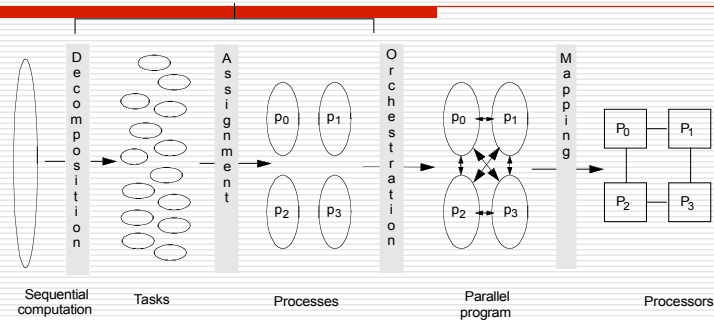 Decomposition
Assignment
Orchestration
Mapping
p0 p1
p2 p3
p0 p1
p2 p3
P0 P1
P2 P3
Sequential
computation
Tasks
Processes
Parallel
program
Processors